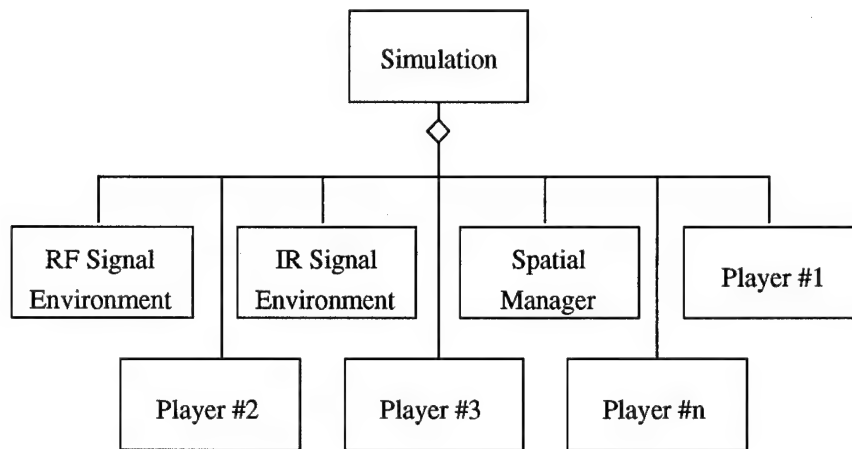 Simulation
RF Signal
Environment
IR Signal
Environment
Spatial
Manager
Player #1
Player #2
Player #3
Player #n